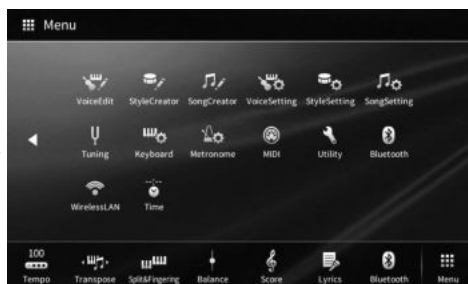 Menu
VoiceEdit StyleCreator SongCreator VoiceSetting StyleSetting SongSetting
Tuning Keyboard Metronome MIDI Utility Bluetooth
WirelessLAN Time
100
Tempo Transpose Split&Fingering Balance Score Lyrics Bluetooth Menu